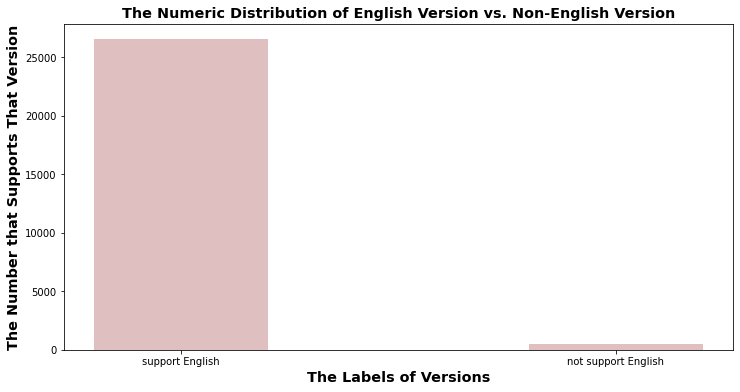 The Numeric Distribution of English Version vs. Non-English Version
The Number that Supports That Version
25000
20000
15000
10000
5000
0
support English
not support English
The Labels of Versions